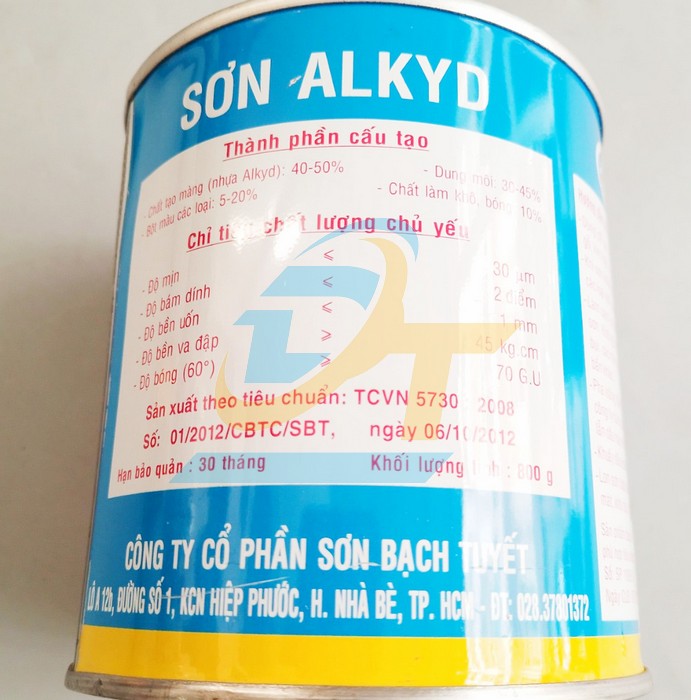 SƠN ALKYD
Thành phần cấu tạo
- Chất tạo màng (nhựa Alkyd): 40-50% - Dung môi: 30-45%
- Bột màu các loại: 5-20% - Chất làm khô, bóng: 10%
Chỉ tiêu chất lượng chủ yếu
- Độ mịn ≤ 30 µm
- Độ bám dính ≤ 2 điểm
- Độ bền uốn ≤ 1 mm
- Độ bền va đập ≥ 45 kg.cm
- Độ bóng (60°) ≥ 70 G.U
Sản xuất theo tiêu chuẩn: TCVN 5730 : 2008
Số: 01/2012/CBTC/SBT, ngày 06/10/2012
Hạn bảo quản : 30 tháng Khối lượng tịnh : 800 g
CÔNG TY CỔ PHẦN SƠN BẠCH TUYẾT
LÔ A 12b, ĐƯỜNG SỐ 1, KCN HIỆP PHƯỚC, H. NHÀ BÈ, TP. HCM - ĐT: 028.37801372
DT